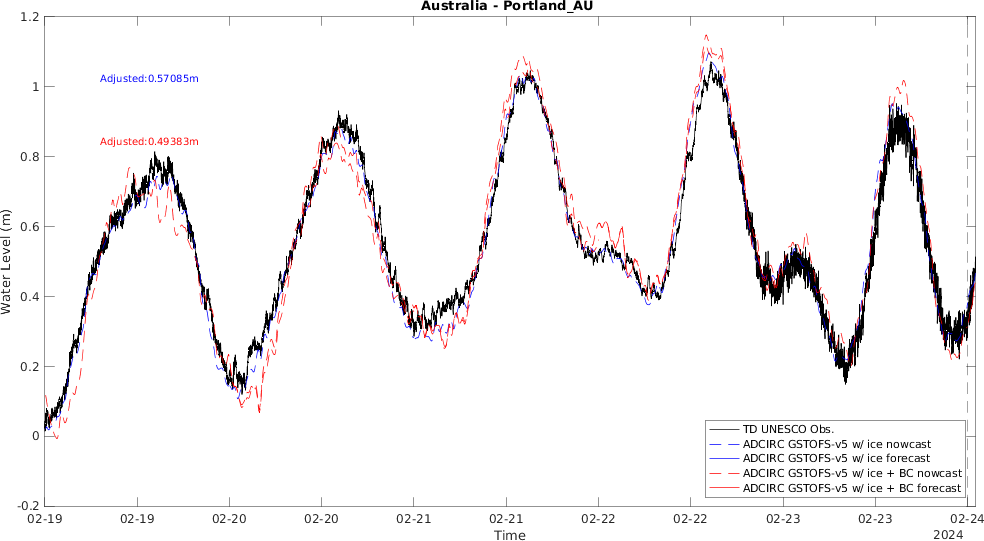 Australia - Portland_AU
1.2
1
0.8
0.6
0.4
0.2
0
-0.2
Water Level (m)
Adjusted:0.57085m
Adjusted:0.49383m
TD UNESCO Obs.
ADCIRC GSTOFS-v5 w/ ice nowcast
ADCIRC GSTOFS-v5 w/ ice forecast
ADCIRC GSTOFS-v5 w/ ice + BC nowcast
ADCIRC GSTOFS-v5 w/ ice + BC forecast
02-19 02-19 02-20 02-20 02-21 02-21 02-22 02-22 02-23 02-23 02-24
Time
2024